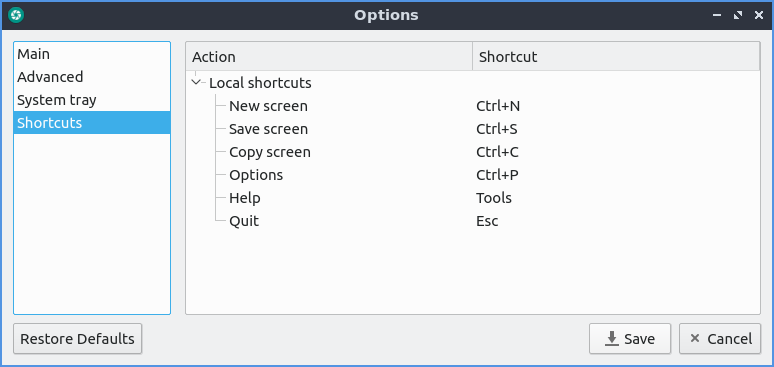 Options
Main
Advanced
System tray
Shortcuts
Action Shortcut
Local shortcuts
New screen Ctrl+N
Save screen Ctrl+S
Copy screen Ctrl+C
Options Ctrl+P
Help Tools
Quit Esc
Restore Defaults Save Cancel